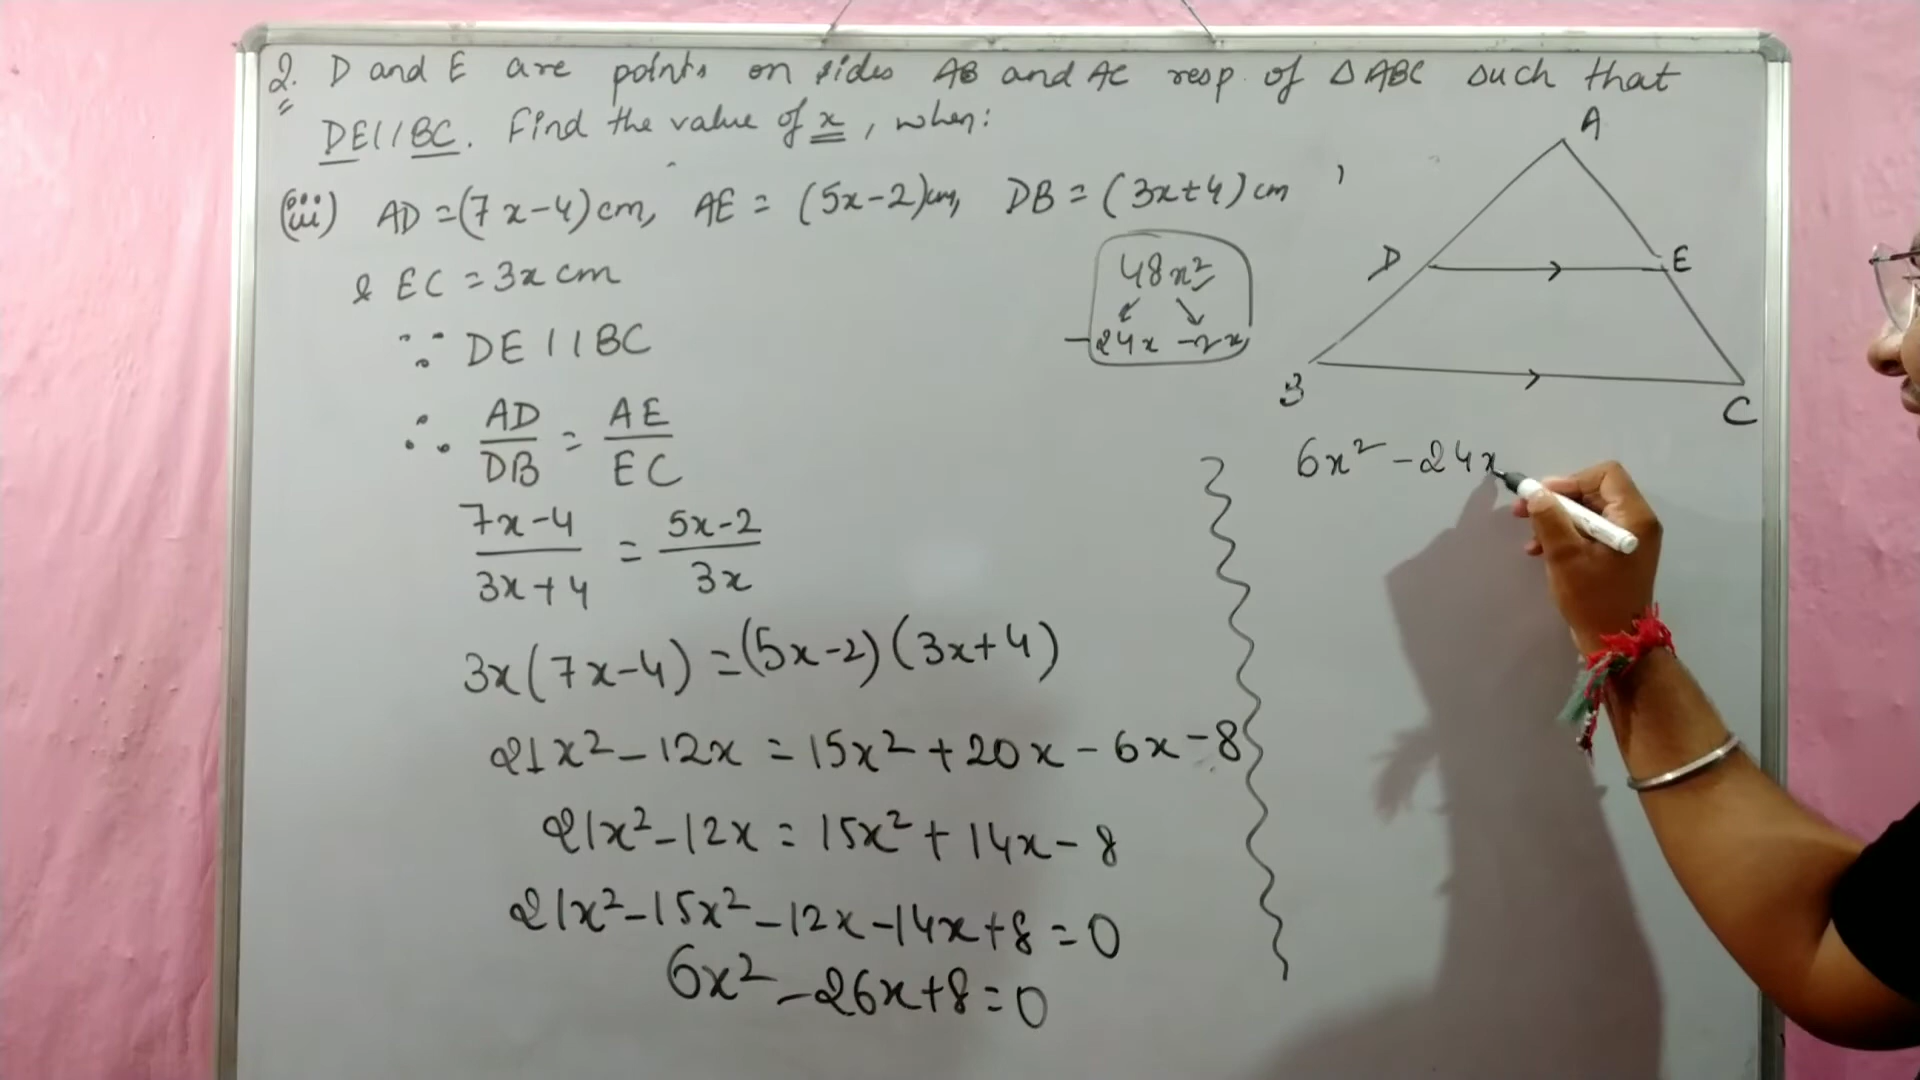 2. D and E are points on sides AB and AC resp. of △ABC such that
DE||BC. Find the value of x, when:
(iii) AD=(7x-4)cm, AE=(5x-2)cm, DB=(3x+4)cm
& EC=3x cm
∵ DE||BC
∴ AD/DB = AE/EC
7x-4/3x+4 = 5x-2/3x
3x(7x-4)=(5x-2)(3x+4)
21x²-12x=15x²+20x-6x-8
21x²-12x=15x²+14x-8
21x²-15x²-12x-14x+8=0
6x²-26x+8=0
48x²
-24x -2x
A
D
E
B
C
6x²-24x